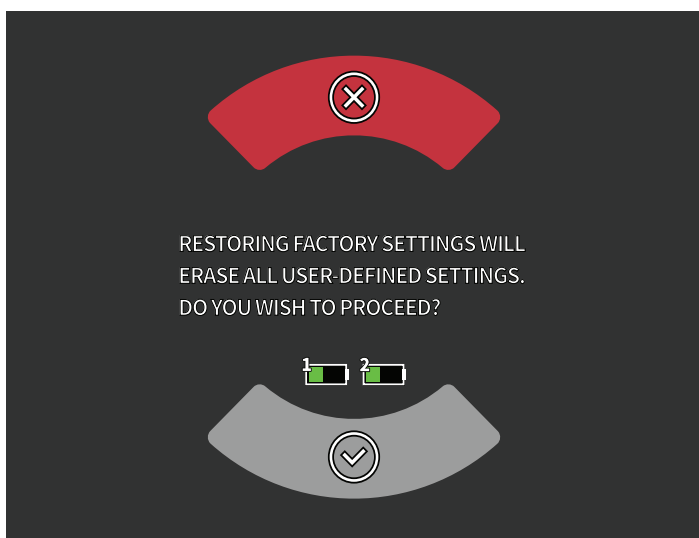 RESTORING FACTORY SETTINGS WILL
ERASE ALL USER-DEFINED SETTINGS.
DO YOU WISH TO PROCEED?
1 2